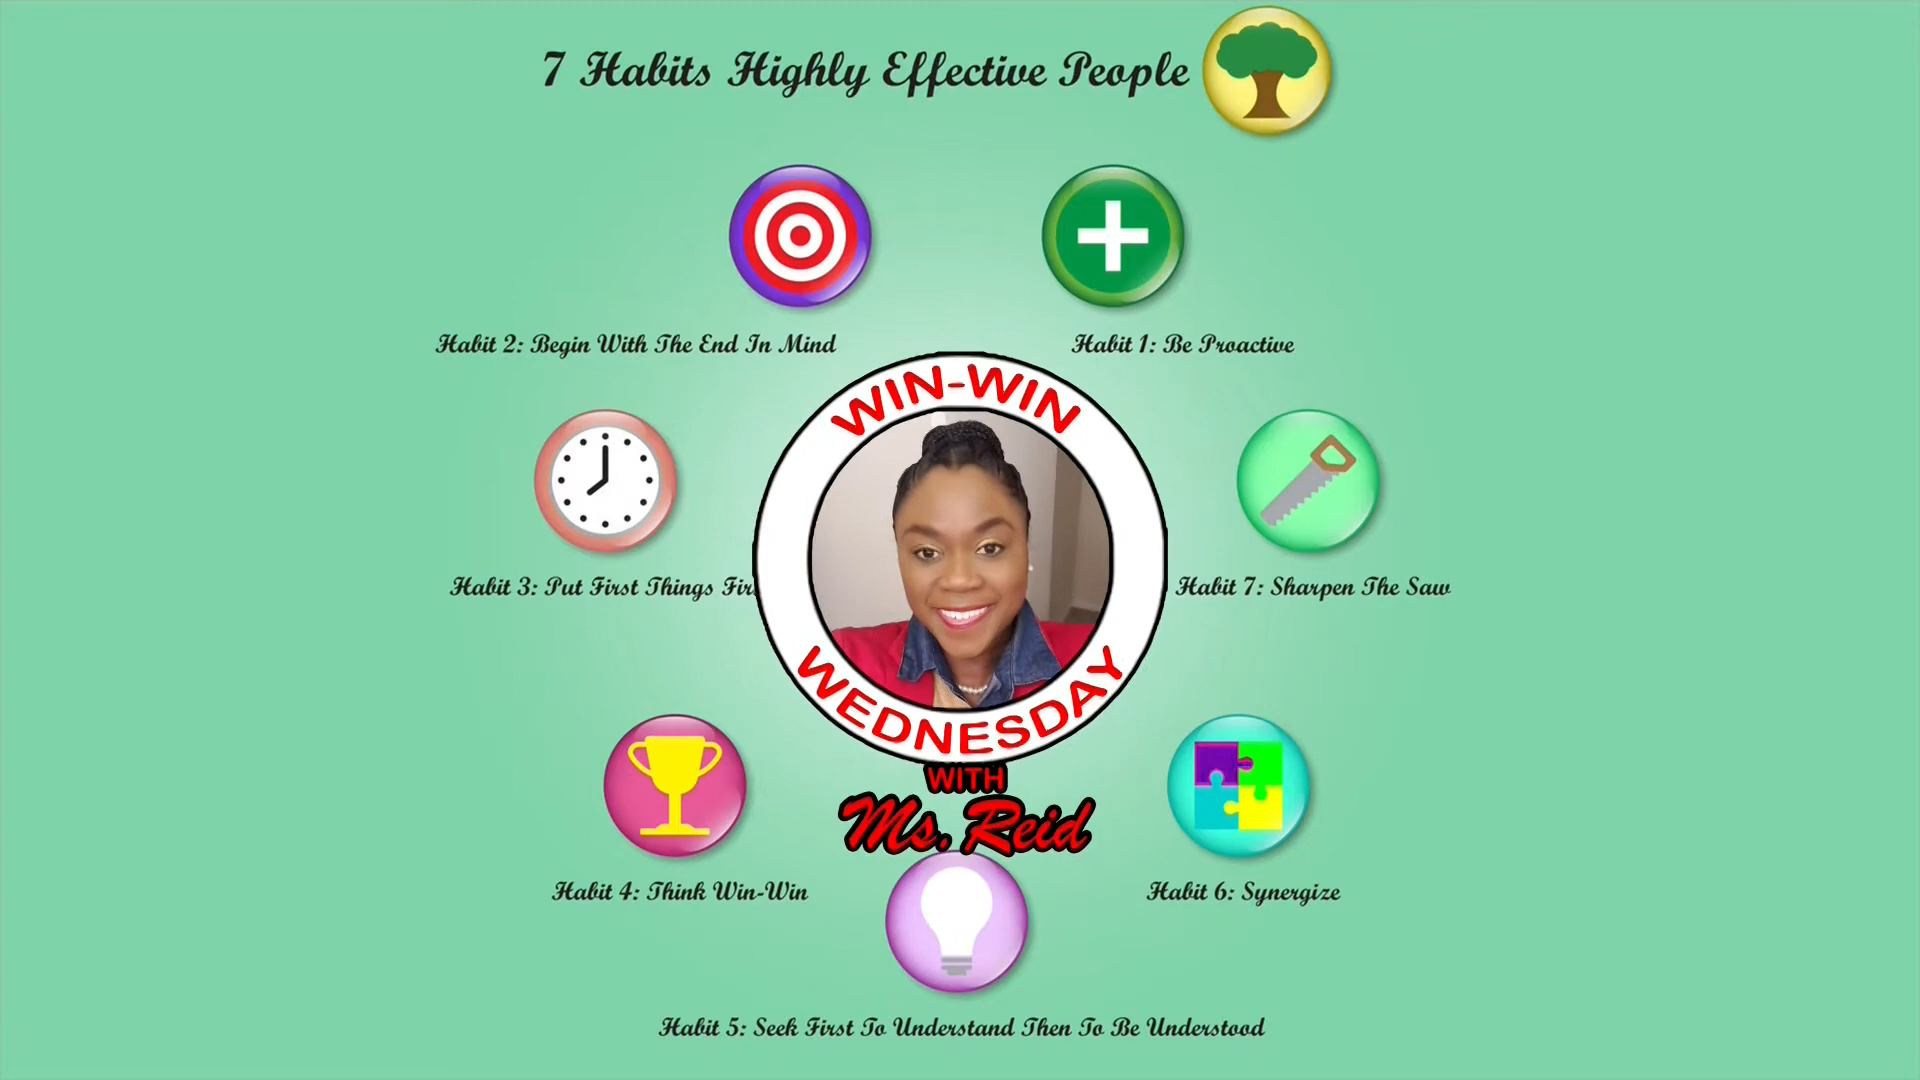 7 Habits Highly Effective People
Habit 2: Begin With The End In Mind
Habit 1: Be Proactive
WIN-WIN
Habit 3: Put First Things
Habit 7: Sharpen The Saw
WEDNESDAY
WITH
Ms. Reid
Habit 4: Think Win-Win
Habit 6: Synergize
Habit 5: Seek First To Understand Then To Be Understood